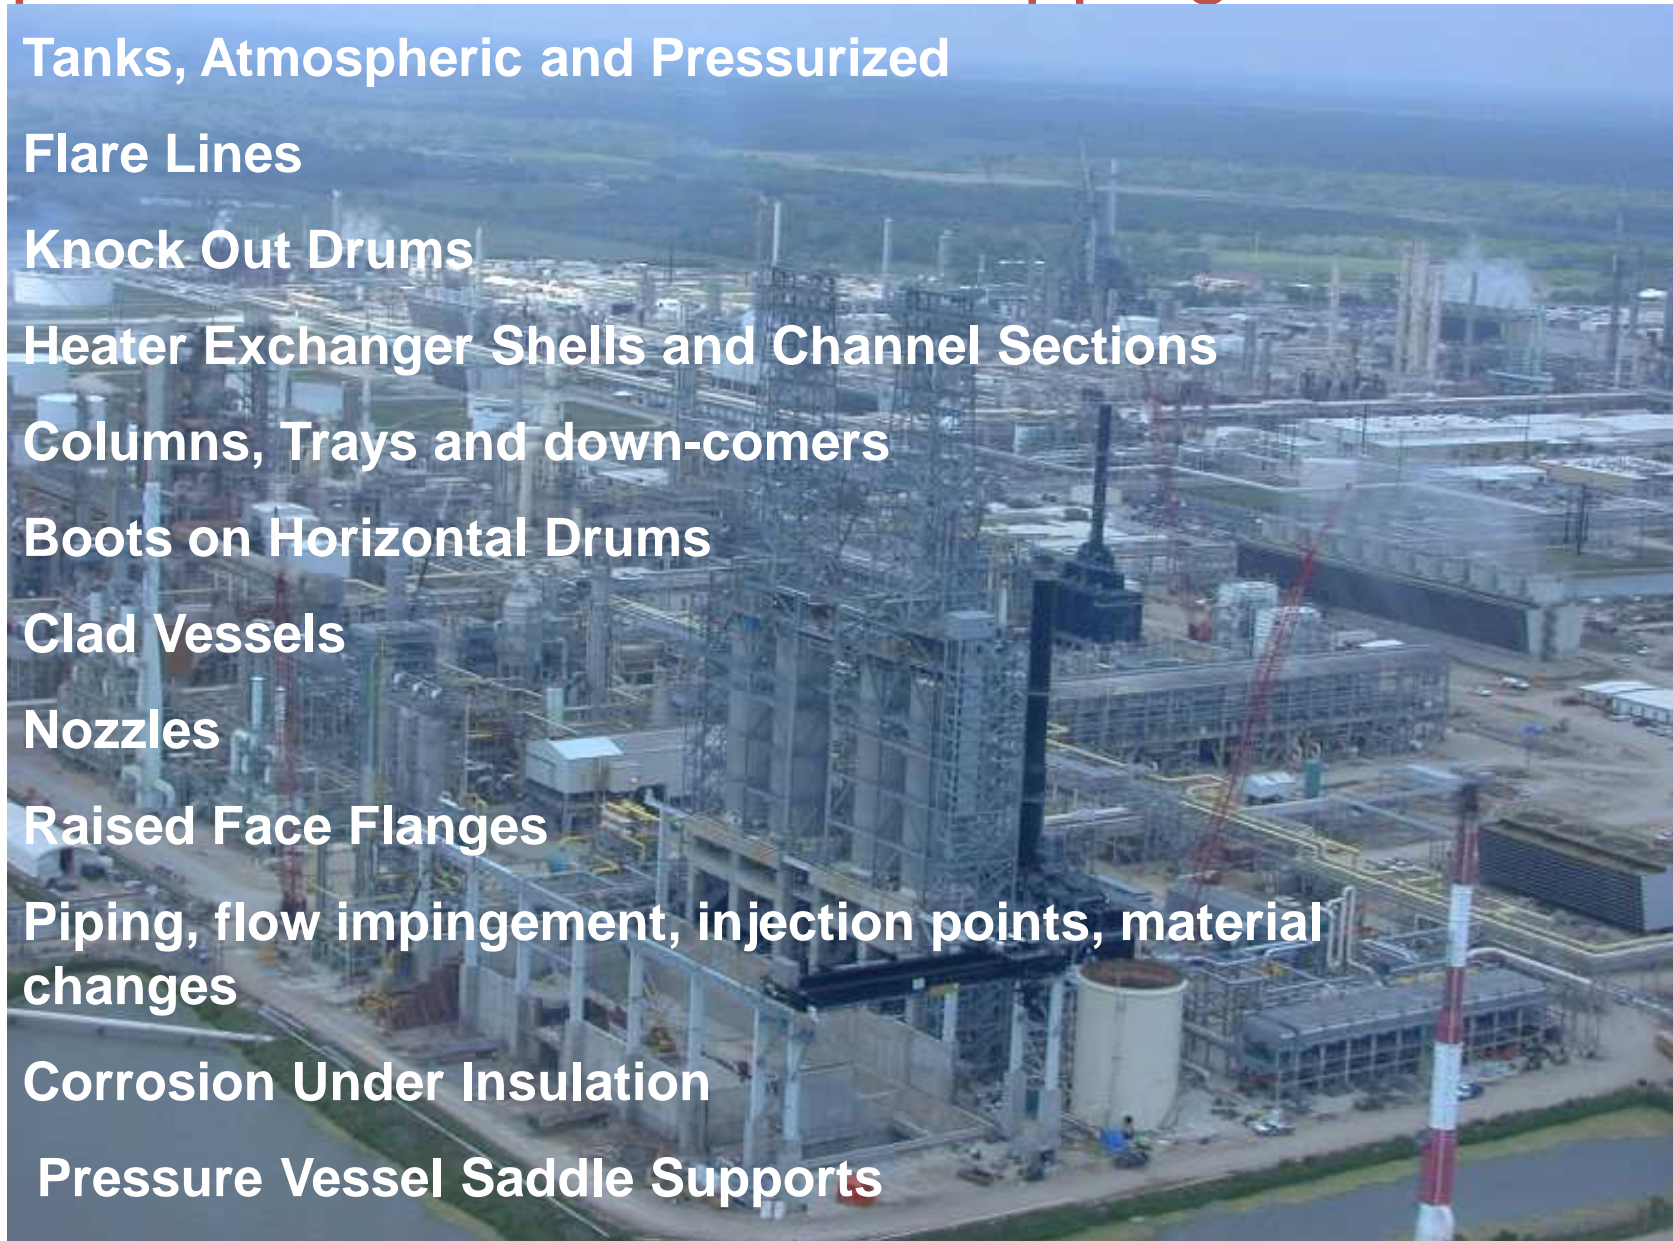 Tanks, Atmospheric and Pressurized
Flare Lines
Knock Out Drums
Heater Exchanger Shells and Channel Sections
Columns, Trays and down-comers
Boots on Horizontal Drums
Clad Vessels
Nozzles
Raised Face Flanges
Piping, flow impingement, injection points, material
changes
Corrosion Under Insulation
Pressure Vessel Saddle Supports